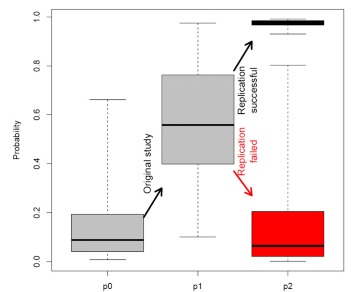 1.0
0.8
0.6
0.4
0.2
0.0
Probability
Original study
Replication
successful
Replication
failed
p0 p1 p2